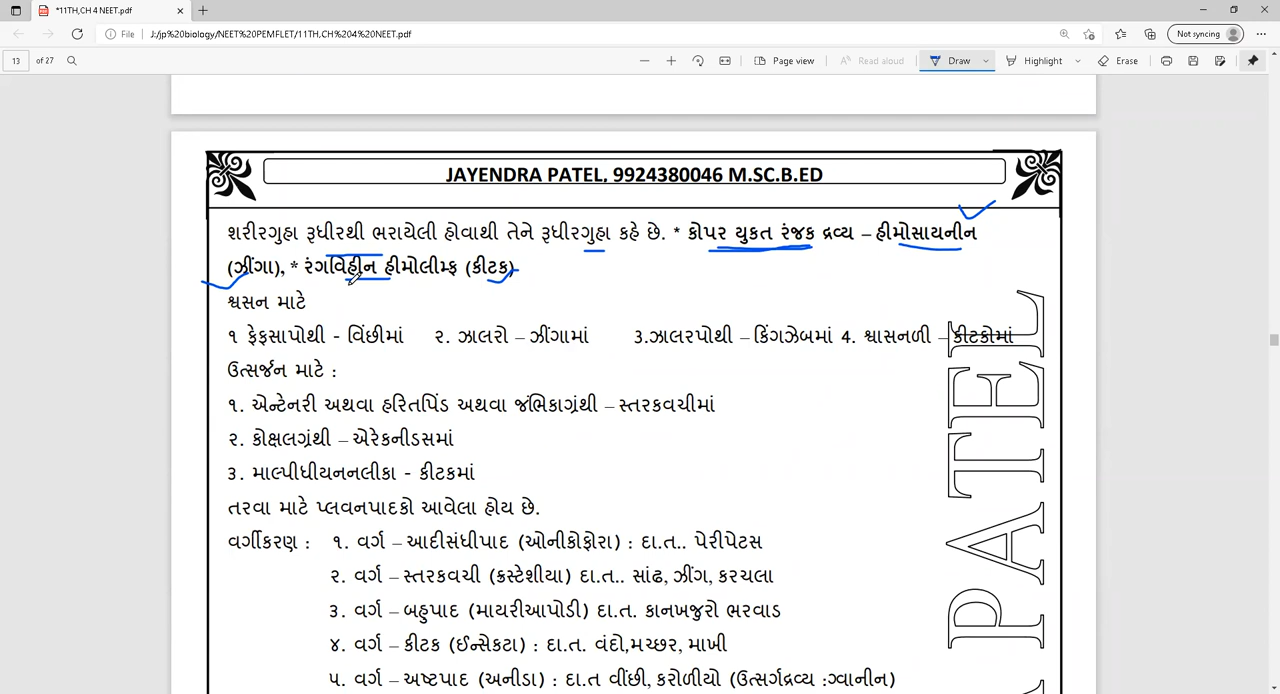 *11TH,CH 4 NEET.pdf
File
J:/jp%20biology/NEET%20PEMFLET/11TH,CH%204%20NEET.pdf
Not syncing
13 of 27
Page view
Read aloud
Draw
Highlight
Erase
JAYENDRA PATEL, 9924380046 M.SC.B.ED
શરીરગુહા રૂધીરથી ભરાયેલી હોવાથી તેને રૂધીરગુહા કહે છે. * કોપર યુકત રંજક દ્રવ્ય – હીમોસાયનીન
(ઝીંગા), * રંગવિહીન હીમોલીમ્ફ (કીટક)
શ્વસન માટે
૧ ફેફસાપોથી - વિંછીમાં ૨. ઝાલરો – ઝીંગામાં ૩.ઝાલરપોથી – કિંગઝેબમાં 4. શ્વાસનળી – કીટકોમાં
ઉત્સર્જન માટે :
૧. એન્ટેનરી અથવા હરિતપિંડ અથવા જંભિકાગ્રંથી – સ્તરકવચીમાં
૨. કોક્ષલગ્રંથી – એરેકનીડસમાં
૩. માલ્પીધીયનનલીકા - કીટકમાં
તરવા માટે પ્લવનપાદકો આવેલા હોય છે.
વર્ગીકરણ : ૧. વર્ગ – આદીસંધીપાદ (ઓનીકોફોરા) : દા.ત.. પેરીપેટસ
૨. વર્ગ – સ્તરકવચી (ક્રસ્ટેશીયા) દા.ત.. સાંઢ, ઝીંગ, કરચલા
૩. વર્ગ – બહુપાદ (માયરીઆપોડી) દા.ત. કાનખજુરો ભરવાડ
૪. વર્ગ – કીટક (ઈન્સેકટા) : દા.ત. વંદો,મચ્છર, માખી
૫. વર્ગ – અષ્ટપાદ (અનીડા) : દા.ત વીંછી, કરોળીયો (ઉત્સર્ગદ્રવ્ય :ગ્વાનીન)
PATEL